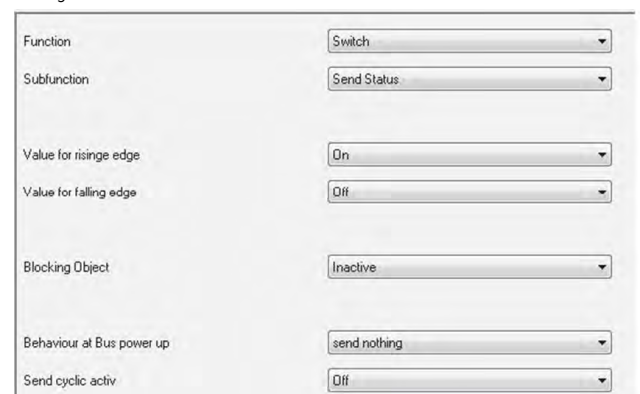 Function Switch
Subfunction Send Status
Value for risinge edge On
Value for falling edge Off
Blocking Object Inactive
Behaviour at Bus power up send nothing
Send cyclic activ Off